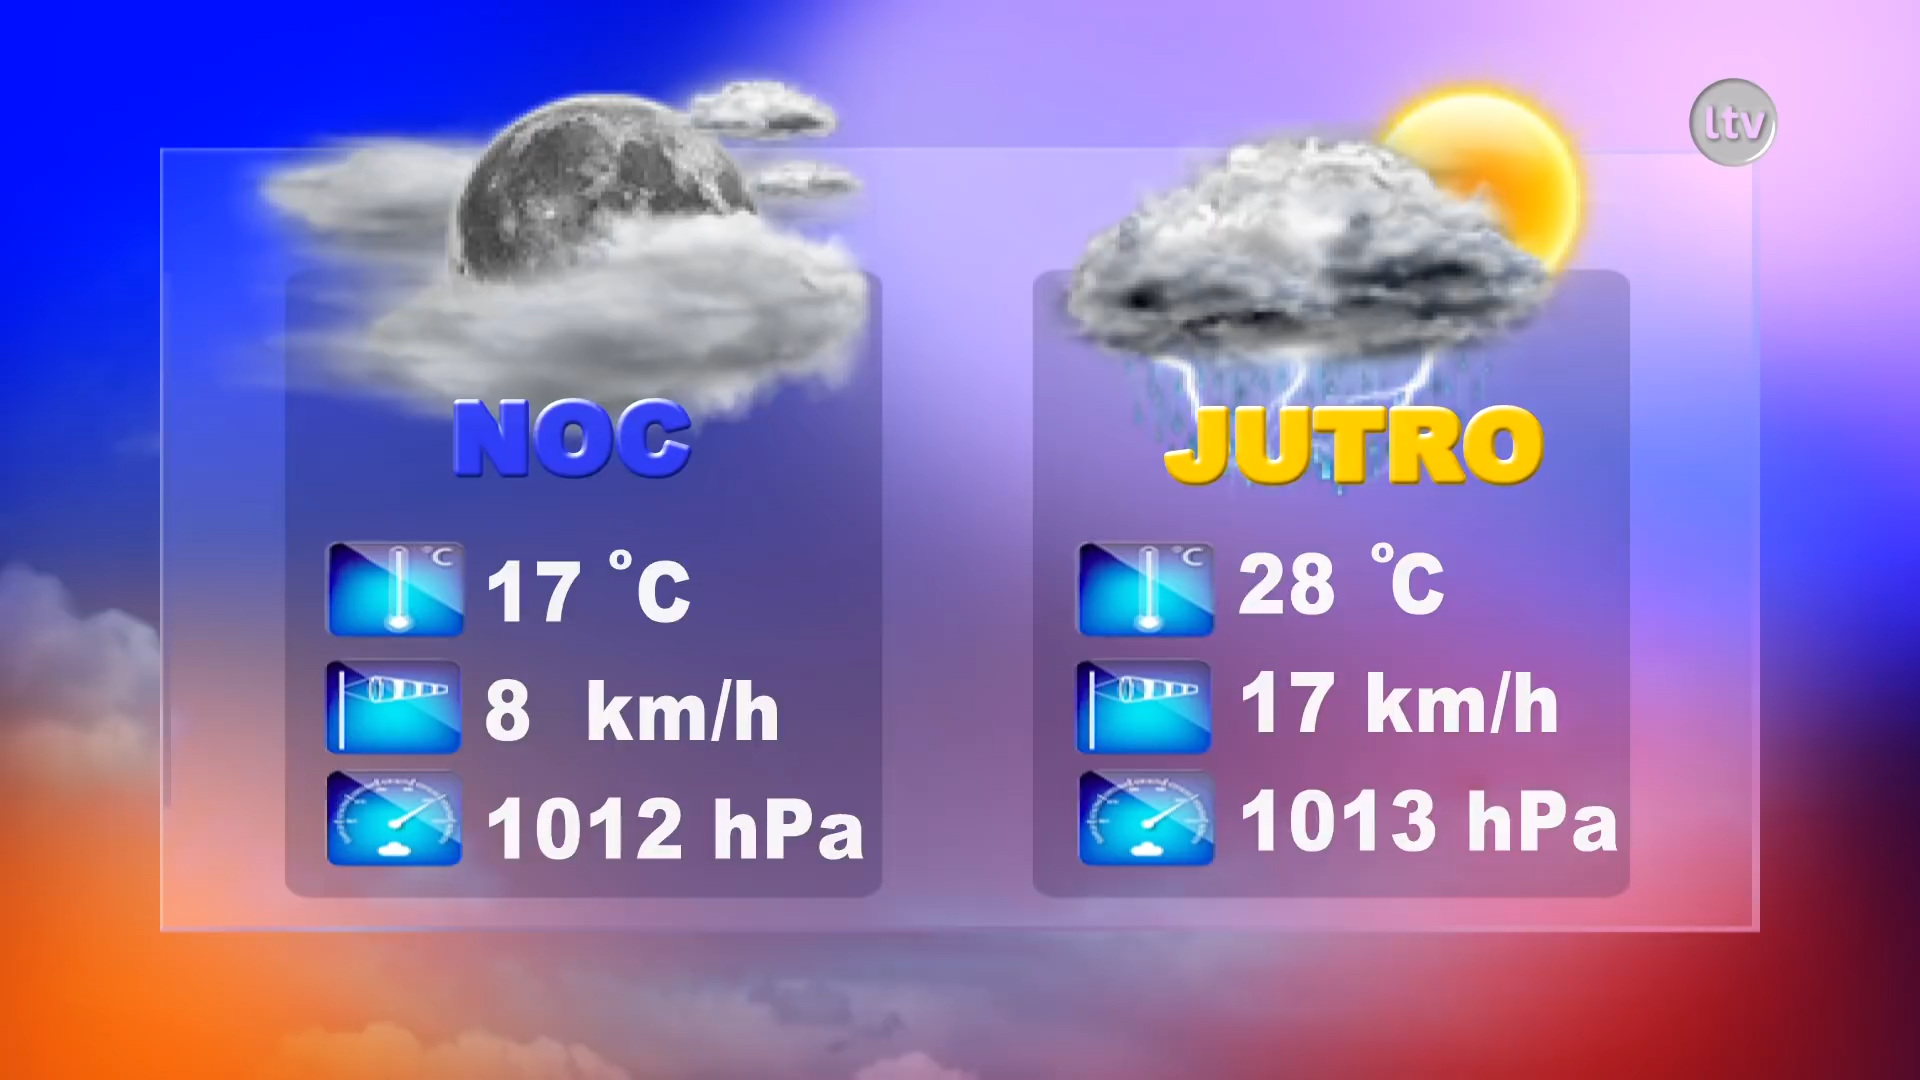 ltv
NOC
°C
17 °C
8 km/h
1012 hPa
JUTRO
°C
28 °C
17 km/h
1013 hPa